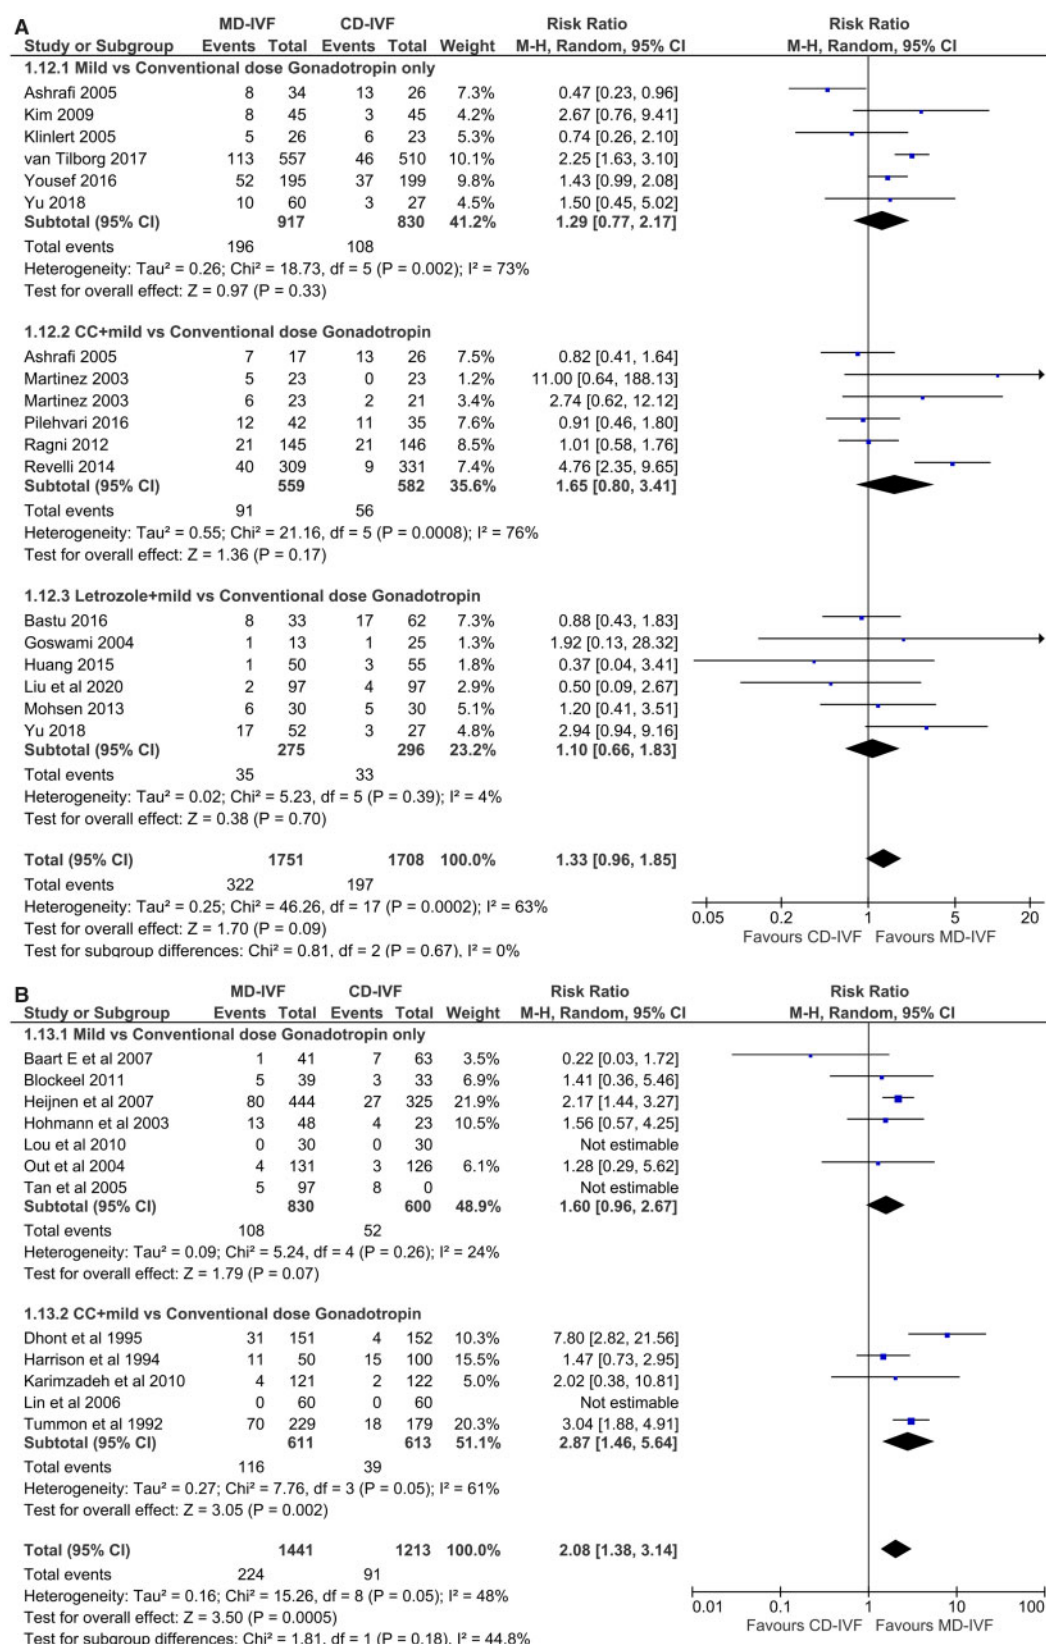 A
MD-IVF CD-IVF Risk Ratio Risk Ratio
Study or Subgroup Events Total Events Total Weight M-H, Random, 95% CI M-H, Random, 95% CI
1.12.1 Mild vs Conventional dose Gonadotropin only
Ashrafi 2005 8 34 13 26 7.3% 0.47 [0.23, 0.96]
Kim 2009 8 45 3 45 4.2% 2.67 [0.76, 9.41]
Klinlert 2005 5 26 6 23 5.3% 0.74 [0.26, 2.10]
van Tilborg 2017 113 557 46 510 10.1% 2.25 [1.63, 3.10]
Yousef 2016 52 195 37 199 9.8% 1.43 [0.99, 2.08]
Yu 2018 10 60 3 27 4.5% 1.50 [0.45, 5.02]
Subtotal (95% CI) 917 830 41.2% 1.29 [0.77, 2.17]
Total events 196 108
Heterogeneity: Tau² = 0.26; Chi² = 18.73, df = 5 (P = 0.002); I² = 73%
Test for overall effect: Z = 0.97 (P = 0.33)
1.12.2 CC+mild vs Conventional dose Gonadotropin
Ashrafi 2005 7 17 13 26 7.5% 0.82 [0.41, 1.64]
Martinez 2003 5 23 0 23 1.2% 11.00 [0.64, 188.13]
Martinez 2003 6 23 2 21 3.4% 2.74 [0.62, 12.12]
Pilehvari 2016 12 42 11 35 7.6% 0.91 [0.46, 1.80]
Ragni 2012 21 145 21 146 8.5% 1.01 [0.58, 1.76]
Revelli 2014 40 309 9 331 7.4% 4.76 [2.35, 9.65]
Subtotal (95% CI) 559 582 35.6% 1.65 [0.80, 3.41]
Total events 91 56
Heterogeneity: Tau² = 0.55; Chi² = 21.16, df = 5 (P = 0.0008); I² = 76%
Test for overall effect: Z = 1.36 (P = 0.17)
1.12.3 Letrozole+mild vs Conventional dose Gonadotropin
Bastu 2016 8 33 17 62 7.3% 0.88 [0.43, 1.83]
Goswami 2004 1 13 1 25 1.3% 1.92 [0.13, 28.32]
Huang 2015 1 50 3 55 1.8% 0.37 [0.04, 3.41]
Liu et al 2020 2 97 4 97 2.9% 0.50 [0.09, 2.67]
Mohsen 2013 6 30 5 30 5.1% 1.20 [0.41, 3.51]
Yu 2018 17 52 3 27 4.8% 2.94 [0.94, 9.16]
Subtotal (95% CI) 275 296 23.2% 1.10 [0.66, 1.83]
Total events 35 33
Heterogeneity: Tau² = 0.02; Chi² = 5.23, df = 5 (P = 0.39); I² = 4%
Test for overall effect: Z = 0.38 (P = 0.70)
Total (95% CI) 1751 1708 100.0% 1.33 [0.96, 1.85]
Total events 322 197
Heterogeneity: Tau² = 0.25; Chi² = 46.26, df = 17 (P = 0.0002); I² = 63%
Test for overall effect: Z = 1.70 (P = 0.09)
Test for subgroup differences: Chi² = 0.81, df = 2 (P = 0.67), I² = 0%
0.05 0.2 1 5 20
Favours CD-IVF Favours MD-IVF
B
MD-IVF CD-IVF Risk Ratio Risk Ratio
Study or Subgroup Events Total Events Total Weight M-H, Random, 95% CI M-H, Random, 95% CI
1.13.1 Mild vs Conventional dose Gonadotropin only
Baart E et al 2007 1 41 7 63 3.5% 0.22 [0.03, 1.72]
Blockeel 2011 5 39 3 33 6.9% 1.41 [0.36, 5.46]
Heijnen et al 2007 80 444 27 325 21.9% 2.17 [1.44, 3.27]
Hohmann et al 2003 13 48 4 23 10.5% 1.56 [0.57, 4.25]
Lou et al 2010 0 30 0 30 Not estimable
Out et al 2004 4 131 3 126 6.1% 1.28 [0.29, 5.62]
Tan et al 2005 5 97 8 0 Not estimable
Subtotal (95% CI) 830 600 48.9% 1.60 [0.96, 2.67]
Total events 108 52
Heterogeneity: Tau² = 0.09; Chi² = 5.24, df = 4 (P = 0.26); I² = 24%
Test for overall effect: Z = 1.79 (P = 0.07)
1.13.2 CC+mild vs Conventional dose Gonadotropin
Dhont et al 1995 31 151 4 152 10.3% 7.80 [2.82, 21.56]
Harrison et al 1994 11 50 15 100 15.5% 1.47 [0.73, 2.95]
Karimzadeh et al 2010 4 121 2 122 5.0% 2.02 [0.38, 10.81]
Lin et al 2006 0 60 0 60 Not estimable
Tummon et al 1992 70 229 18 179 20.3% 3.04 [1.88, 4.91]
Subtotal (95% CI) 611 613 51.1% 2.87 [1.46, 5.64]
Total events 116 39
Heterogeneity: Tau² = 0.27; Chi² = 7.76, df = 3 (P = 0.05); I² = 61%
Test for overall effect: Z = 3.05 (P = 0.002)
Total (95% CI) 1441 1213 100.0% 2.08 [1.38, 3.14]
Total events 224 91
Heterogeneity: Tau² = 0.16; Chi² = 15.26, df = 8 (P = 0.05); I² = 48%
Test for overall effect: Z = 3.50 (P = 0.0005)
Test for subgroup differences: Chi² = 1.81, df = 1 (P = 0.18), I² = 44.8%
0.01 0.1 1 10 100
Favours CD-IVF Favours MD-IVF